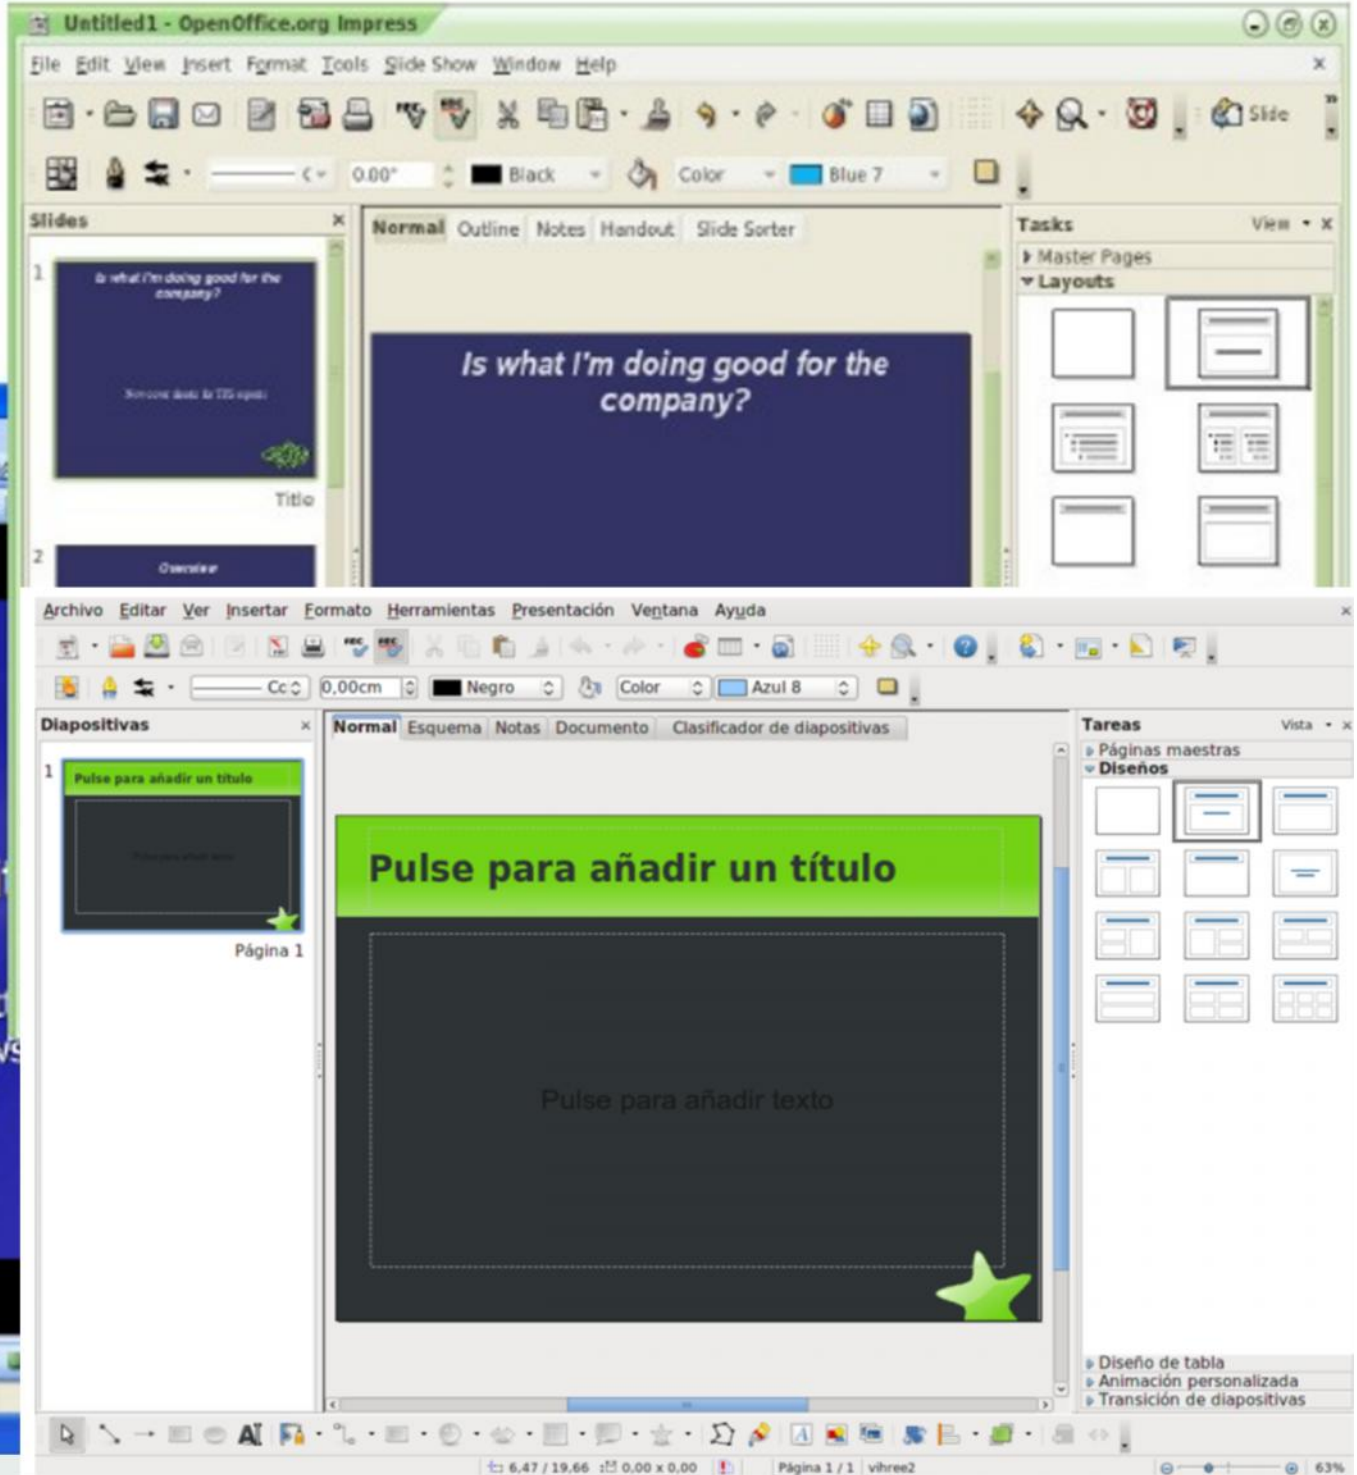 Untitled1 - OpenOffice.org Impress
File Edit View Insert Format Tools Slide Show Window Help
Slide
0.00" Black Color Blue 7
Slides
Normal Outline Notes Handout Slide Sorter
Tasks View
Master Pages
Layouts
1
Is what I'm doing good for the
company?
Title
2
Overview
Is what I'm doing good for the
company?
Archivo Editar Ver Insertar Formato Herramientas Presentación Ventana Ayuda
0,00cm Negro Color Azul 8
Diapositivas
Normal Esquema Notas Documento Clasificador de diapositivas
Tareas Vista
Páginas maestras
Diseños
1
Pulse para añadir un título
Página 1
Pulse para añadir un título
Pulse para añadir texto
Diseño de tabla
Animación personalizada
Transición de diapositivas
6,47 / 19,66 0,00 x 0,00 Página 1 / 1 vihree2 63%